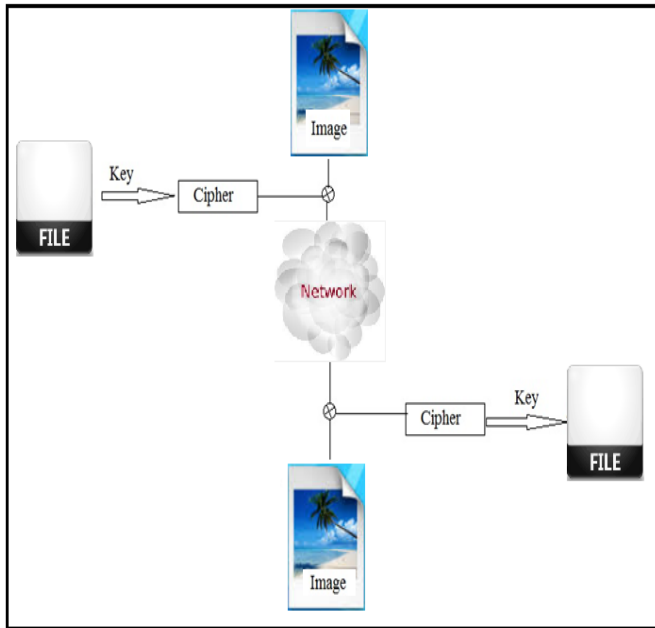 Image
Key
Cipher
FILE
Network
Key
Cipher
FILE
Image